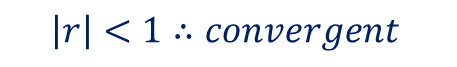 |r| < 1 ∴ convergent